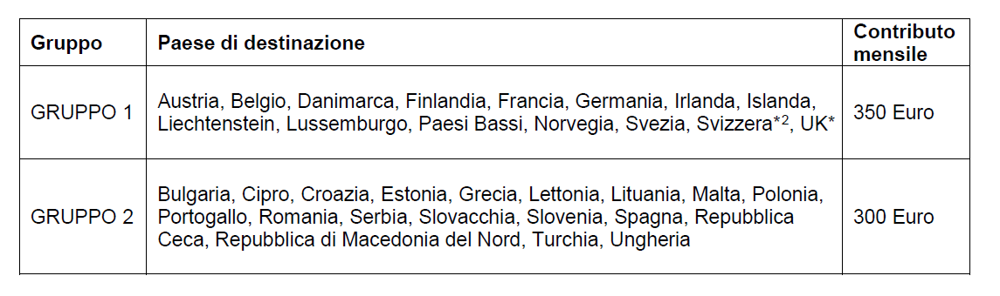 Gruppo
Paese di destinazione
Contributo
mensile
GRUPPO 1
Austria, Belgio, Danimarca, Finlandia, Francia, Germania, Irlanda, Islanda,
Liechtenstein, Lussemburgo, Paesi Bassi, Norvegia, Svezia, Svizzera*², UK*
350 Euro
GRUPPO 2
Bulgaria, Cipro, Croazia, Estonia, Grecia, Lettonia, Lituania, Malta, Polonia,
Portogallo, Romania, Serbia, Slovacchia, Slovenia, Spagna, Repubblica
Ceca, Repubblica di Macedonia del Nord, Turchia, Ungheria
300 Euro